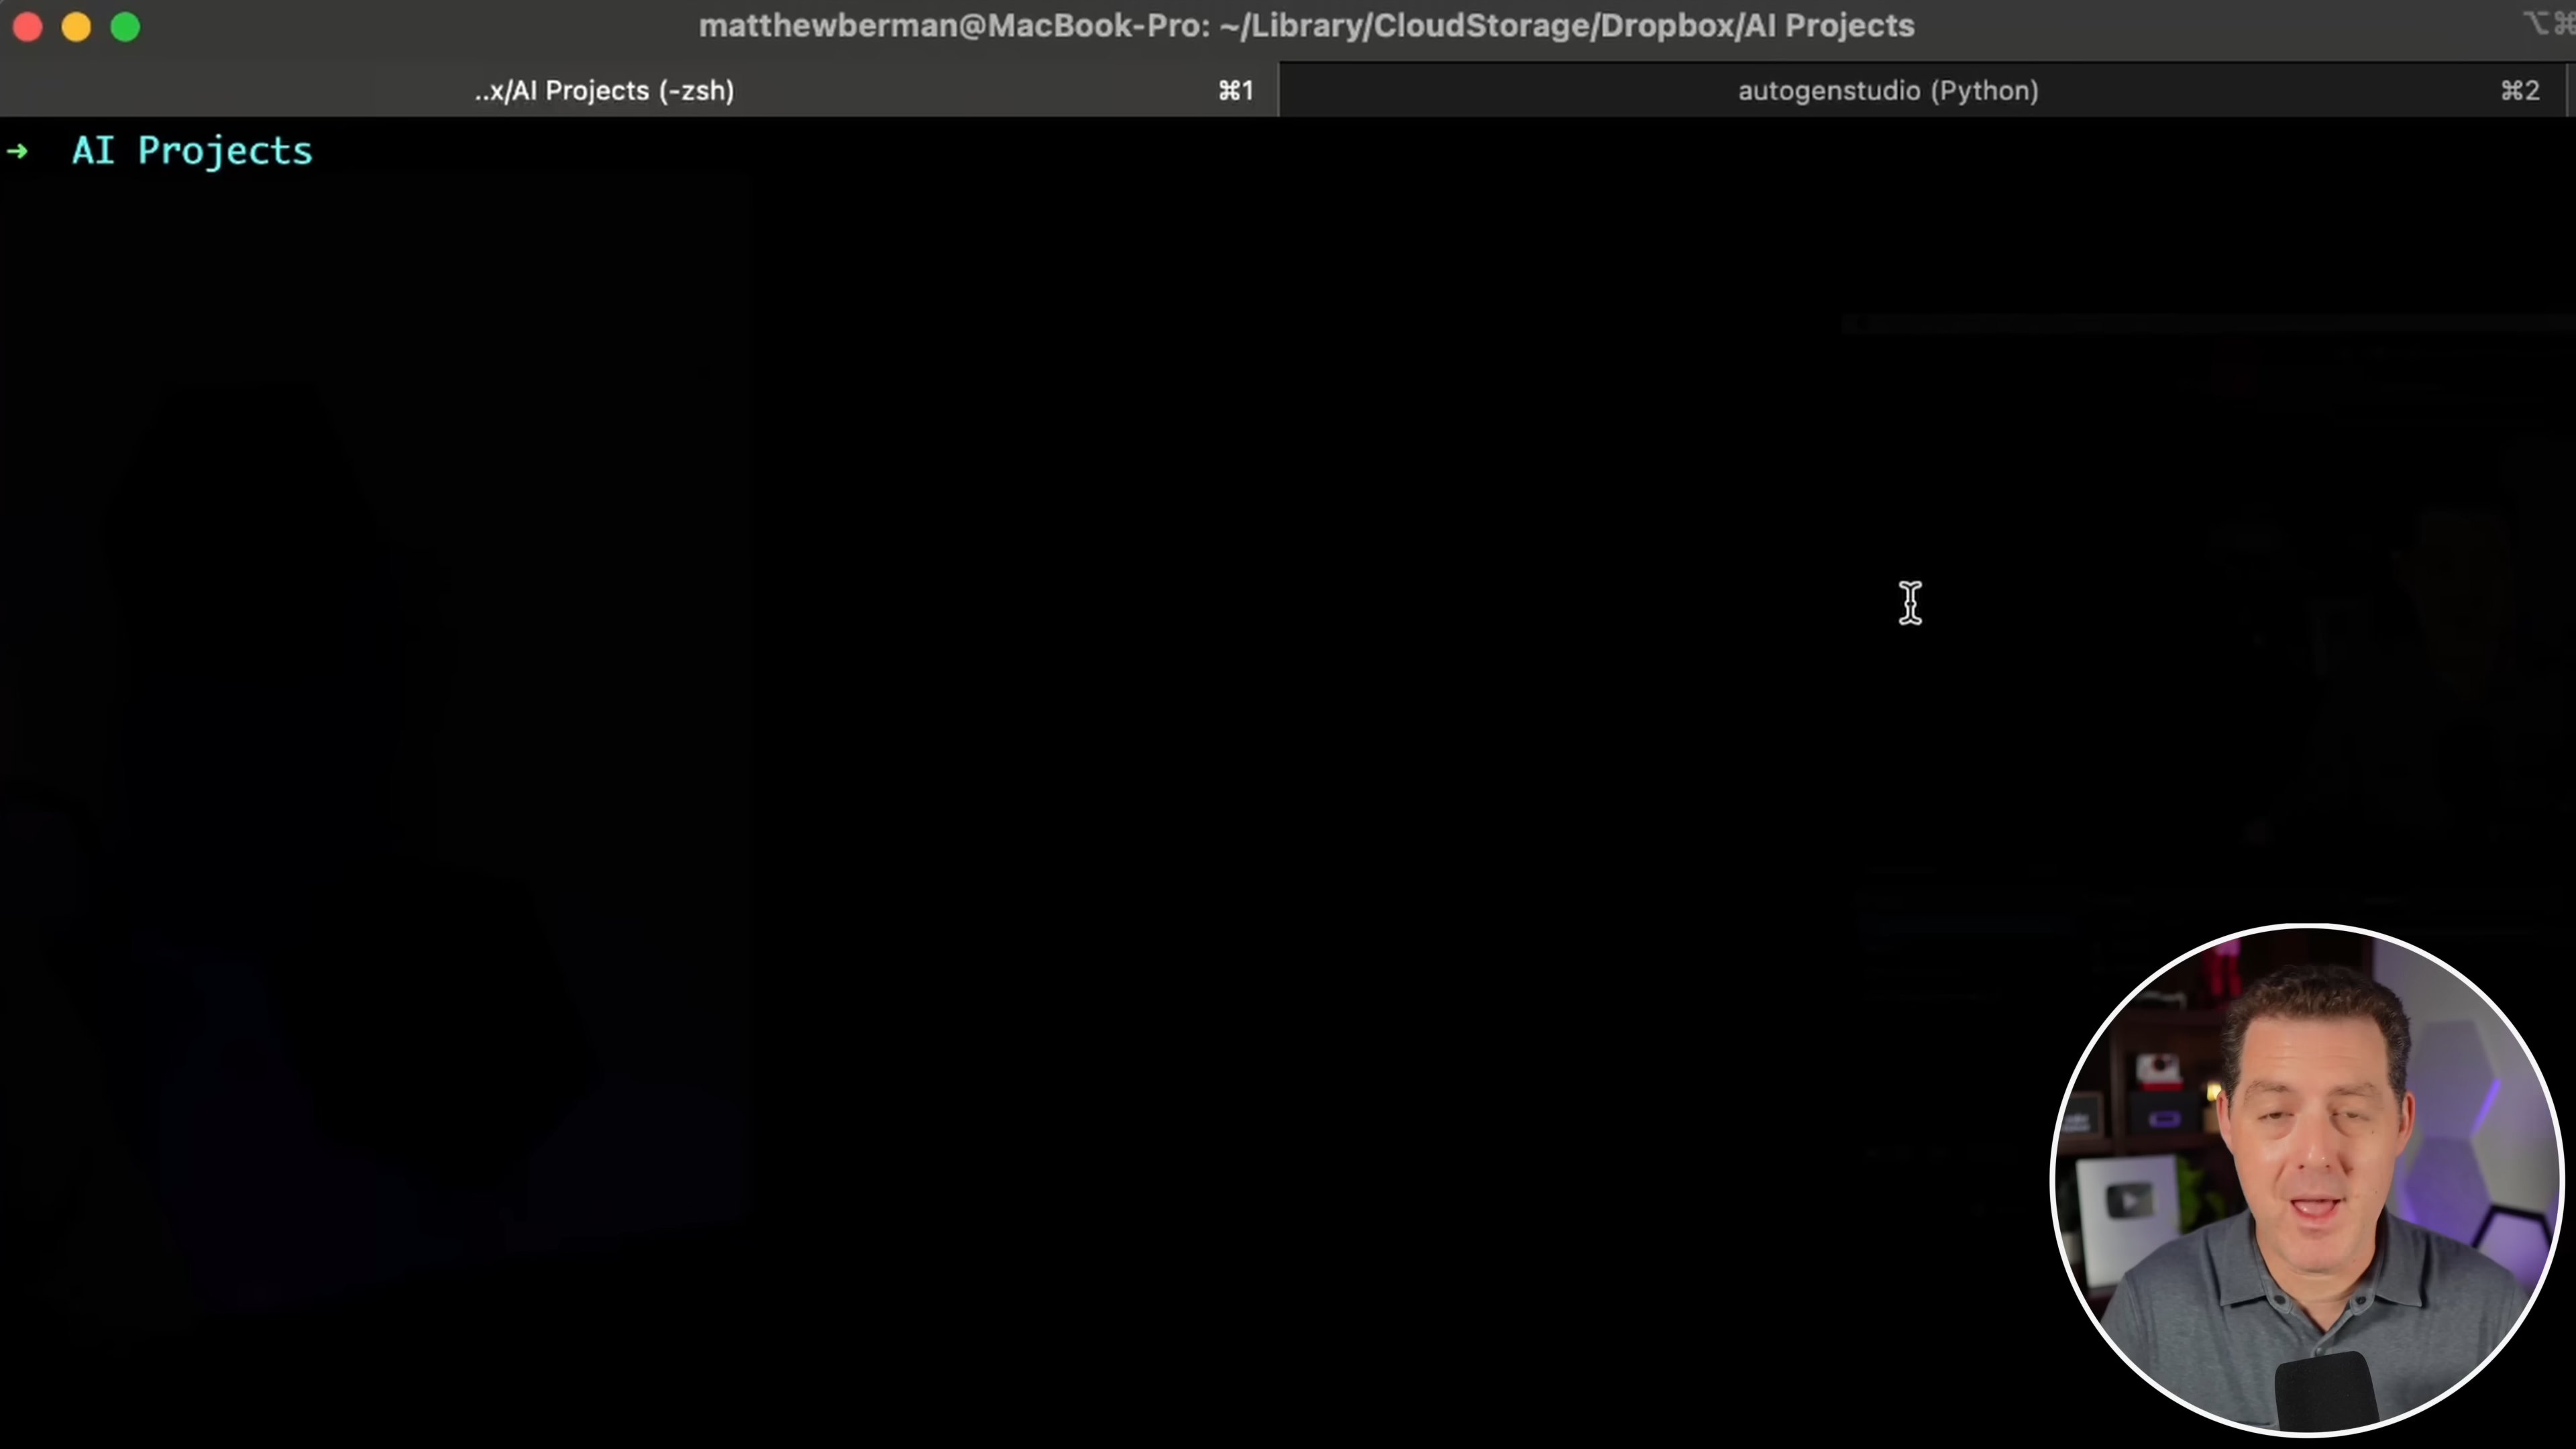 matthewberman@MacBook-Pro: ~/Library/CloudStorage/Dropbox/AI Projects ⌥⌘
..x/AI Projects (-zsh) ⌘1 autogenstudio (Python) ⌘2
➜ AI Projects